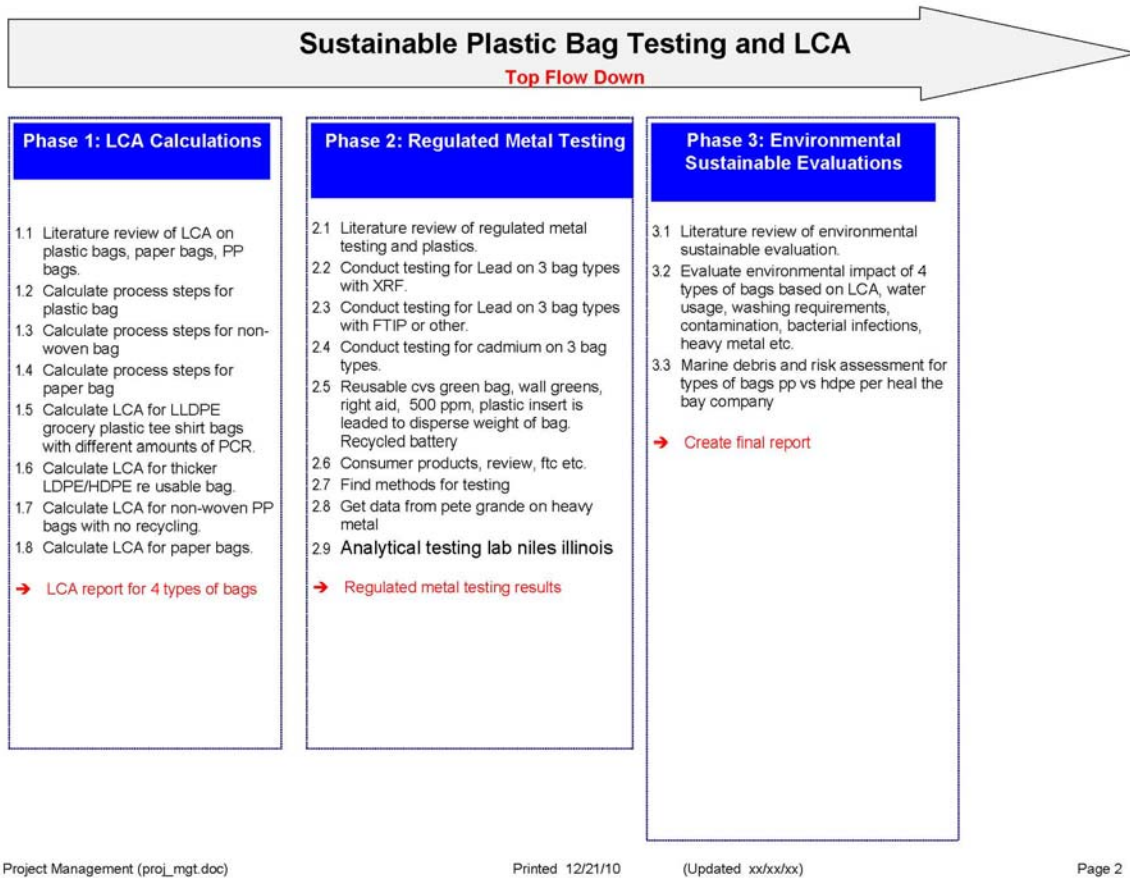 Sustainable Plastic Bag Testing and LCA
Top Flow Down
Phase 1: LCA Calculations
1.1 Literature review of LCA on
plastic bags, paper bags, PP
bags.
1.2 Calculate process steps for
plastic bag
1.3 Calculate process steps for non-
woven bag
1.4 Calculate process steps for
paper bag
1.5 Calculate LCA for LLDPE
grocery plastic tee shirt bags
with different amounts of PCR.
1.6 Calculate LCA for thicker
LDPE/HDPE re usable bag.
1.7 Calculate LCA for non-woven PP
bags with no recycling.
1.8 Calculate LCA for paper bags.
➔ LCA report for 4 types of bags
Phase 2: Regulated Metal Testing
2.1 Literature review of regulated metal
testing and plastics.
2.2 Conduct testing for Lead on 3 bag types
with XRF.
2.3 Conduct testing for Lead on 3 bag types
with FTIP or other.
2.4 Conduct testing for cadmium on 3 bag
types.
2.5 Reusable cvs green bag, wall greens,
right aid, 500 ppm, plastic insert is
leaded to disperse weight of bag.
Recycled battery
2.6 Consumer products, review, ftc etc.
2.7 Find methods for testing
2.8 Get data from pete grande on heavy
metal
2.9 Analytical testing lab niles illinois
➔ Regulated metal testing results
Phase 3: Environmental
Sustainable Evaluations
3.1 Literature review of environmental
sustainable evaluation.
3.2 Evaluate environmental impact of 4
types of bags based on LCA, water
usage, washing requirements,
contamination, bacterial infections,
heavy metal etc.
3.3 Marine debris and risk assessment for
types of bags pp vs hdpe per heal the
bay company
➔ Create final report
Project Management (proj_mgt.doc) Printed 12/21/10 (Updated xx/xx/xx) Page 2